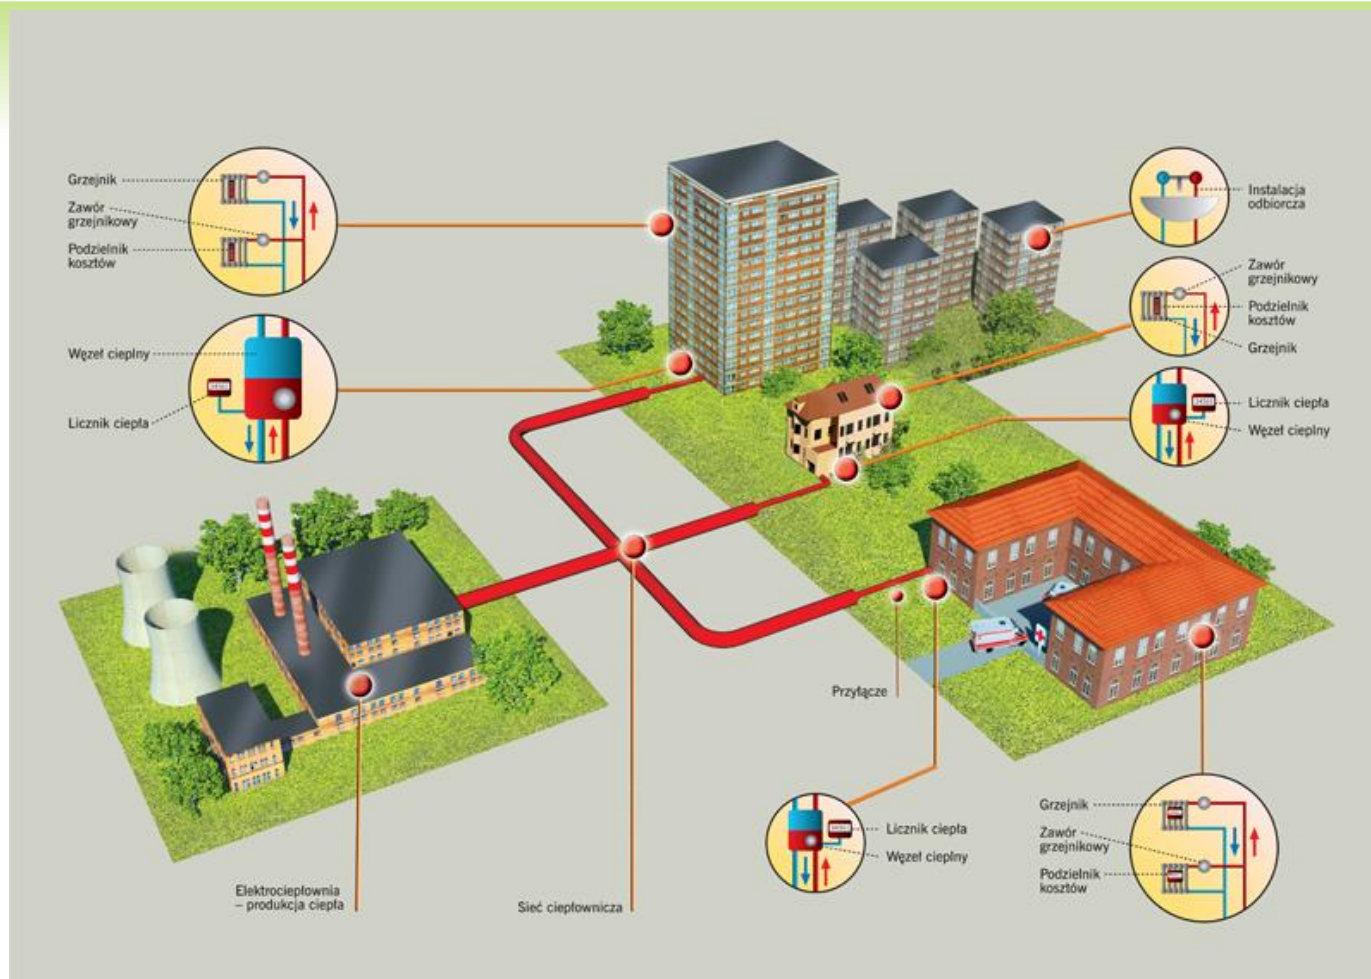 Grzejnik
Zawór
grzejnikowy
Podzielnik
kosztów
Węzeł cieplny
Licznik ciepła
Instalacja
odbiorcza
Zawór
grzejnikowy
Podzielnik
kosztów
Grzejnik
Licznik ciepła
Węzeł cieplny
Przyłącze
Elektrociepłownia
– produkcja ciepła
Sieć ciepłownicza
Licznik ciepła
Węzeł cieplny
Grzejnik
Zawór
grzejnikowy
Podzielnik
kosztów